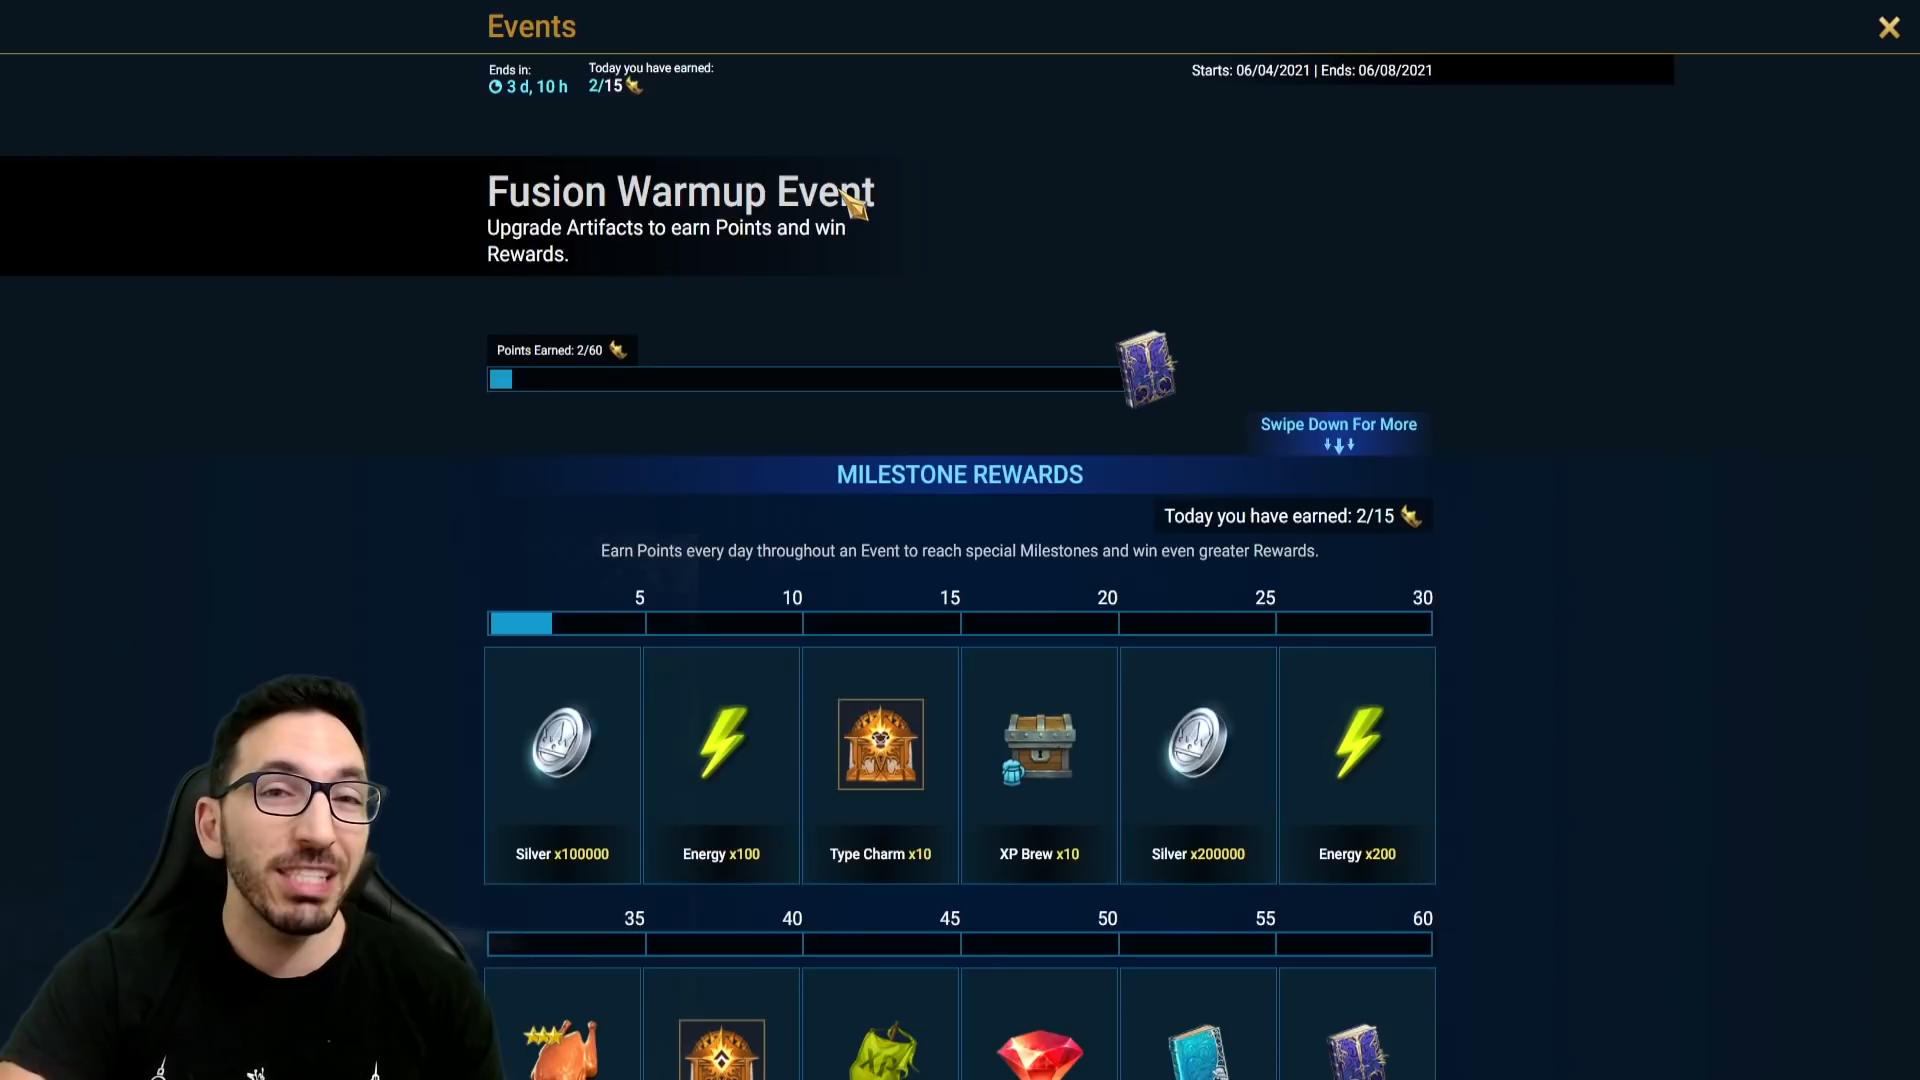 Events
Ends in:
3 d, 10 h
Today you have earned:
2/15
Starts: 06/04/2021 | Ends: 06/08/2021
Fusion Warmup Event
Upgrade Artifacts to earn Points and win
Rewards.
Points Earned: 2/60
Swipe Down For More
MILESTONE REWARDS
Today you have earned: 2/15
Earn Points every day throughout an Event to reach special Milestones and win even greater Rewards.
5 10 15 20 25 30
Silver x100000
Energy x100
Type Charm x10
XP Brew x10
Silver x200000
Energy x200
35 40 45 50 55 60
XP